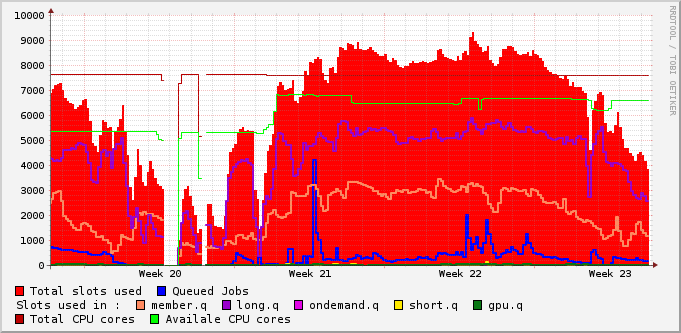 10000
9000
8000
7000
6000
5000
4000
3000
2000
1000
0
Week 20 Week 21 Week 22 Week 23
Total slots used Queued Jobs
Slots used in : member.q long.q ondemand.q short.q gpu.q
Total CPU cores Availale CPU cores
RRDTOOL / TOBI OETIKER